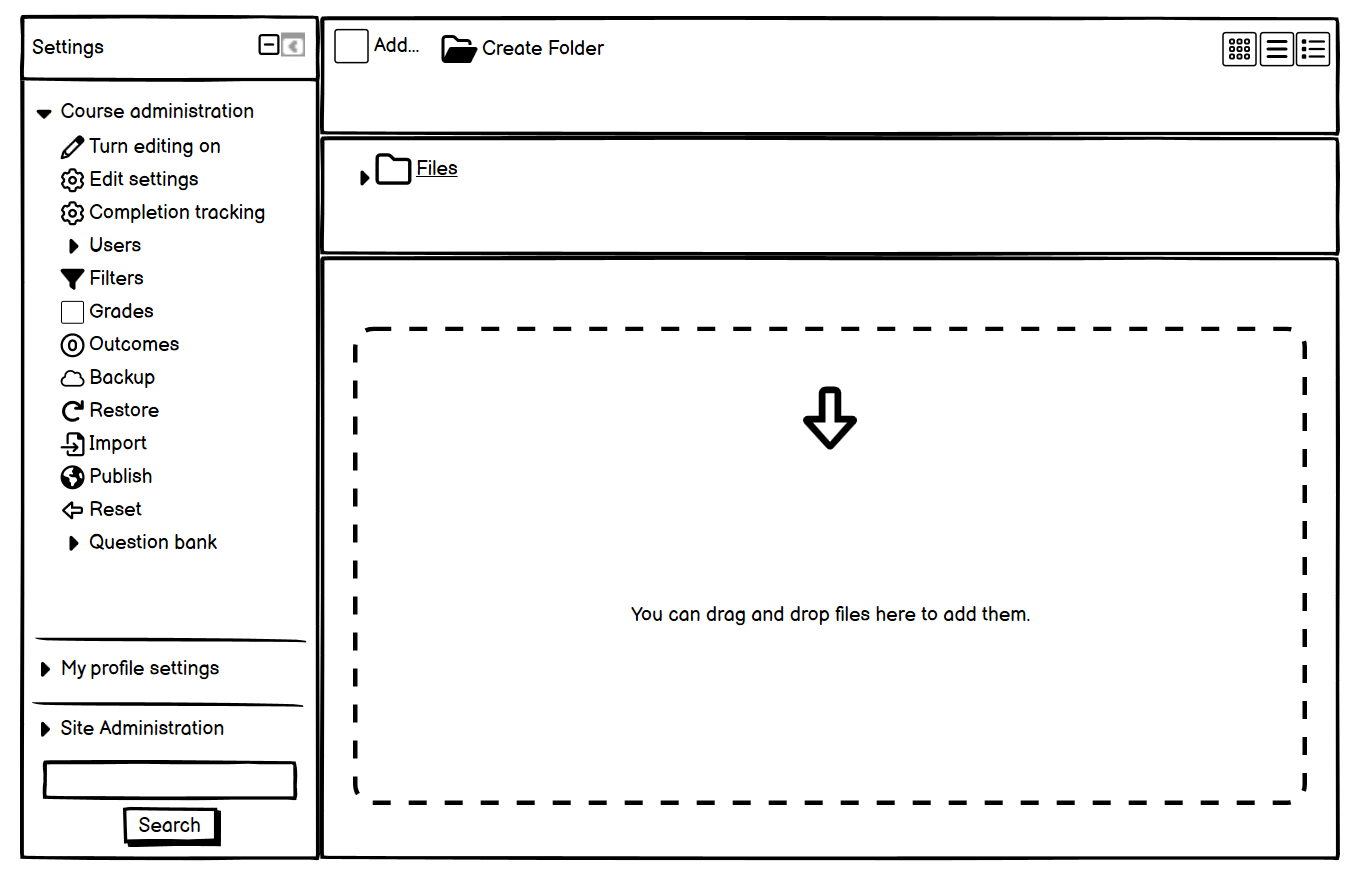 Settings
Course administration
Turn editing on
Edit settings
Completion tracking
Users
Filters
Grades
Outcomes
Backup
Restore
Import
Publish
Reset
Question bank
My profile settings
Site Administration
Search
Add... Create Folder
Files
You can drag and drop files here to add them.